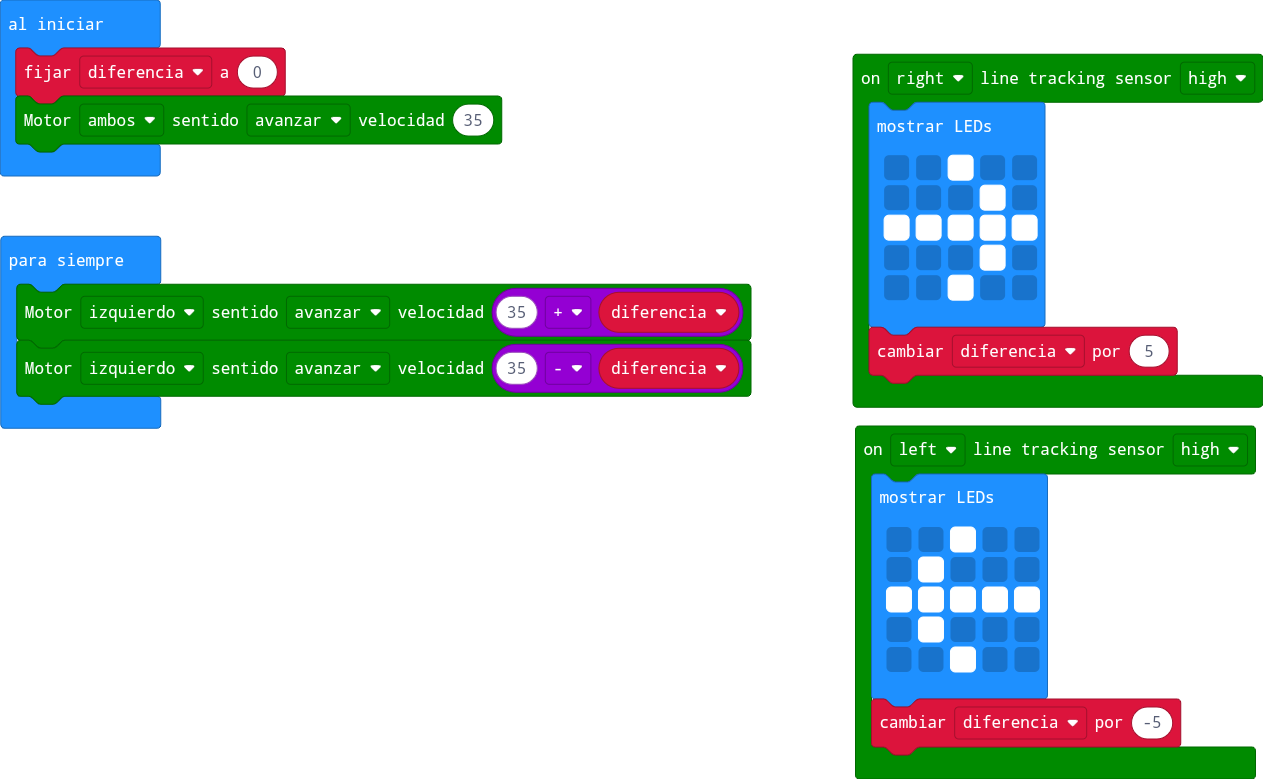 al iniciar
fijar diferencia a 0
Motor ambos sentido avanzar velocidad 35
para siempre
Motor izquierdo sentido avanzar velocidad 35 + diferencia
Motor izquierdo sentido avanzar velocidad 35 - diferencia
on right line tracking sensor high
mostrar LEDs
cambiar diferencia por 5
on left line tracking sensor high
mostrar LEDs
cambiar diferencia por -5